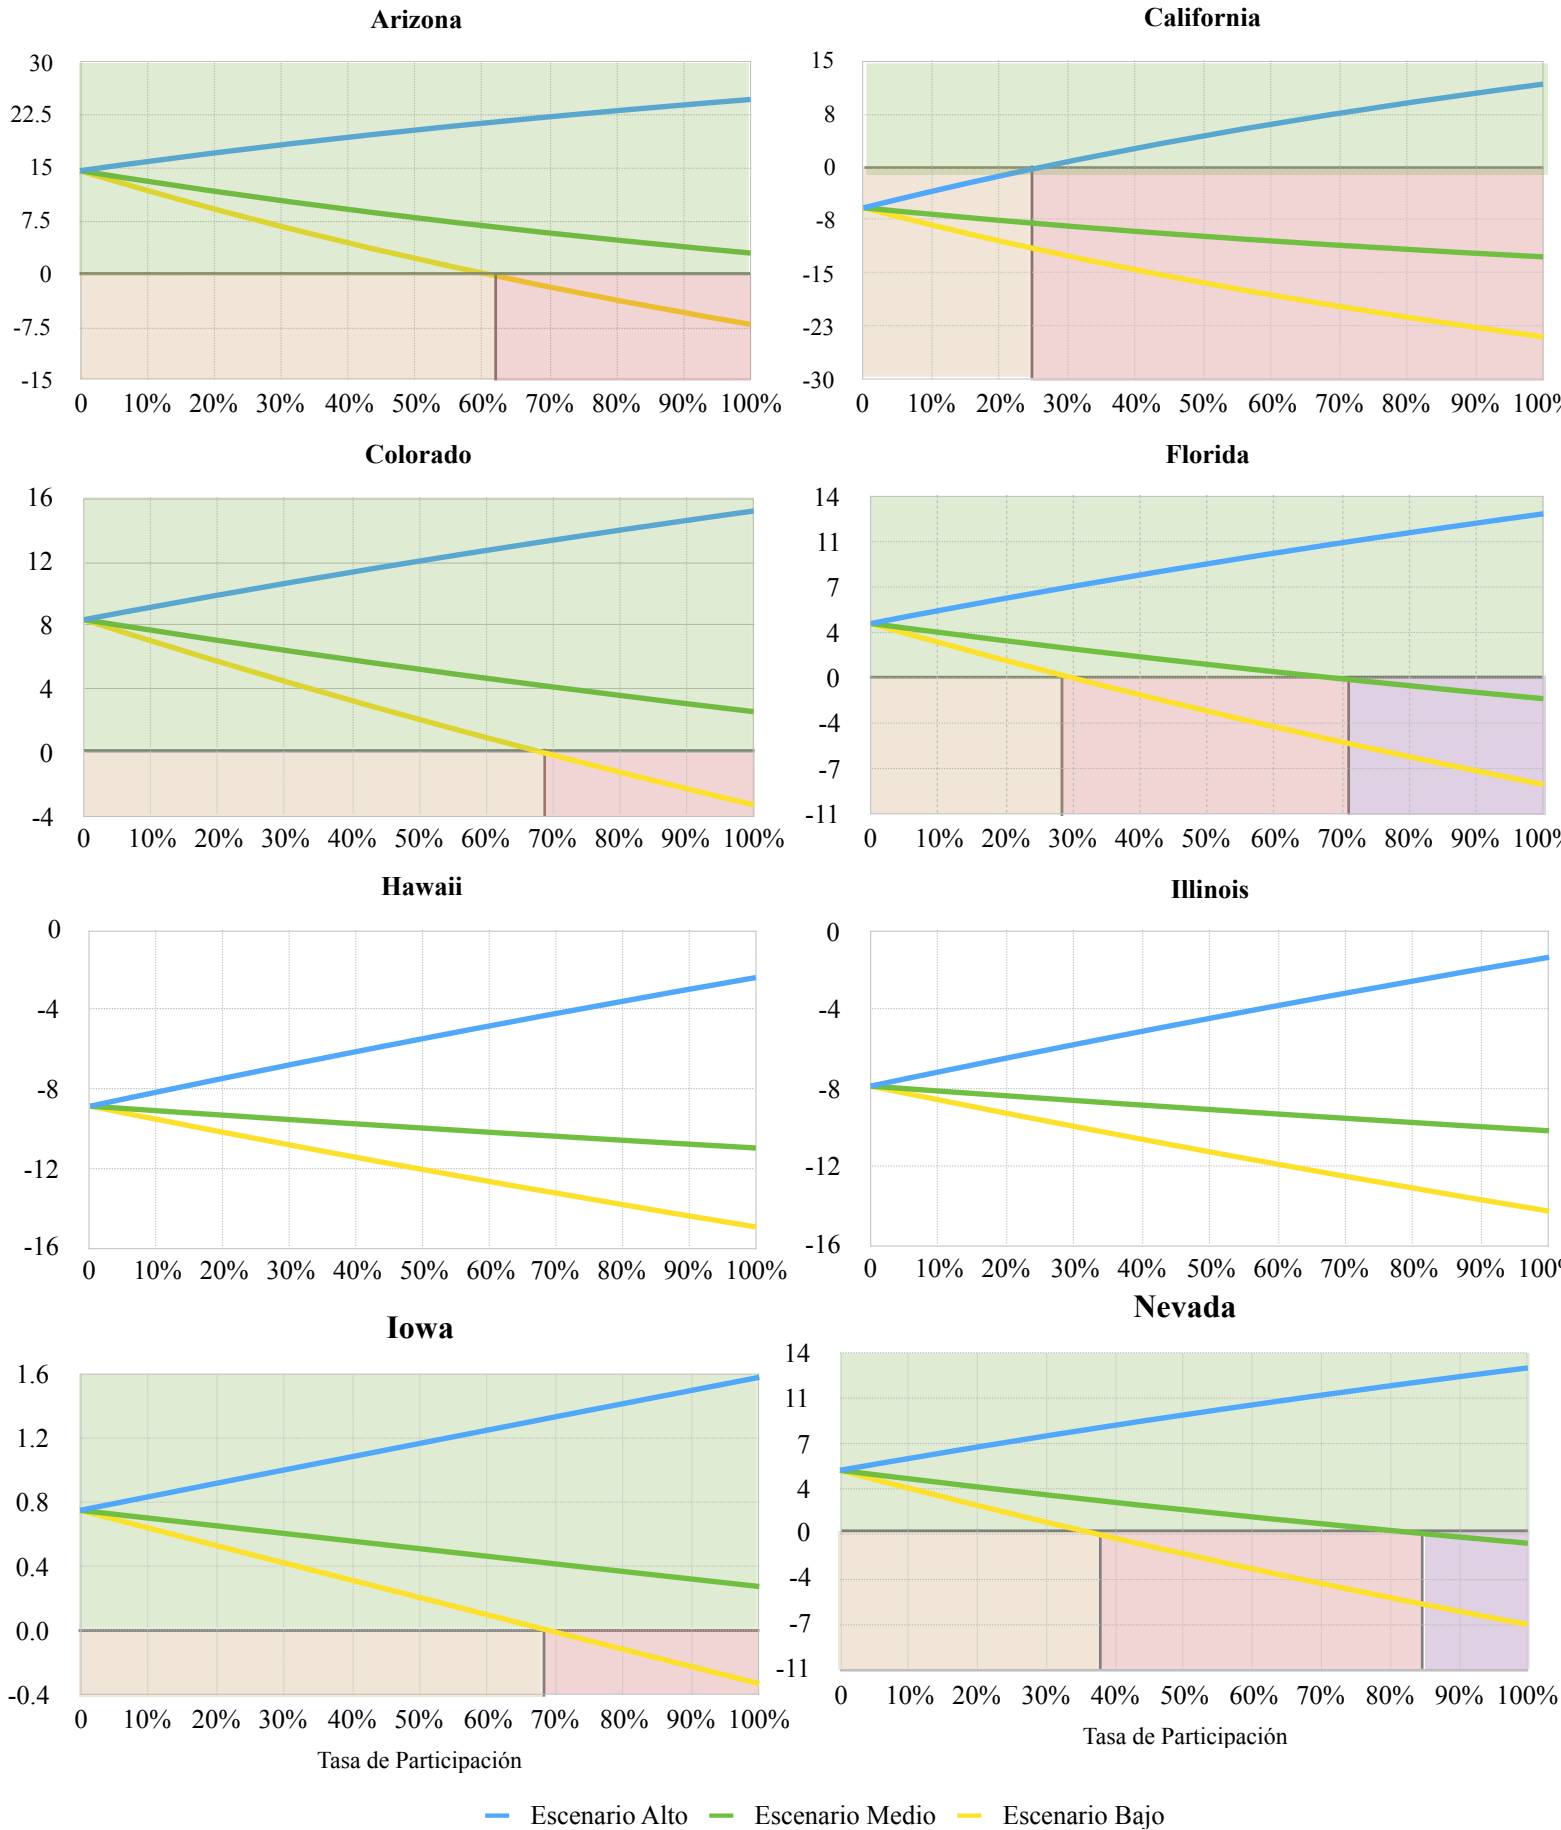 Arizona
30
22.5
15
7.5
0
-7.5
-15
0 10% 20% 30% 40% 50% 60% 70% 80% 90% 100%
California
15
8
0
-8
-15
-23
-30
0 10% 20% 30% 40% 50% 60% 70% 80% 90% 100%
Colorado
16
12
8
4
0
-4
0 10% 20% 30% 40% 50% 60% 70% 80% 90% 100%
Florida
14
11
7
4
0
-4
-7
-11
0 10% 20% 30% 40% 50% 60% 70% 80% 90% 100%
Hawaii
0
-4
-8
-12
-16
0 10% 20% 30% 40% 50% 60% 70% 80% 90% 100%
Illinois
0
-4
-8
-12
-16
0 10% 20% 30% 40% 50% 60% 70% 80% 90% 100%
Iowa
1.6
1.2
0.8
0.4
0.0
-0.4
0 10% 20% 30% 40% 50% 60% 70% 80% 90% 100%
Tasa de Participación
Nevada
14
11
7
4
0
-4
-7
-11
0 10% 20% 30% 40% 50% 60% 70% 80% 90% 100%
Tasa de Participación
Escenario Alto Escenario Medio Escenario Bajo